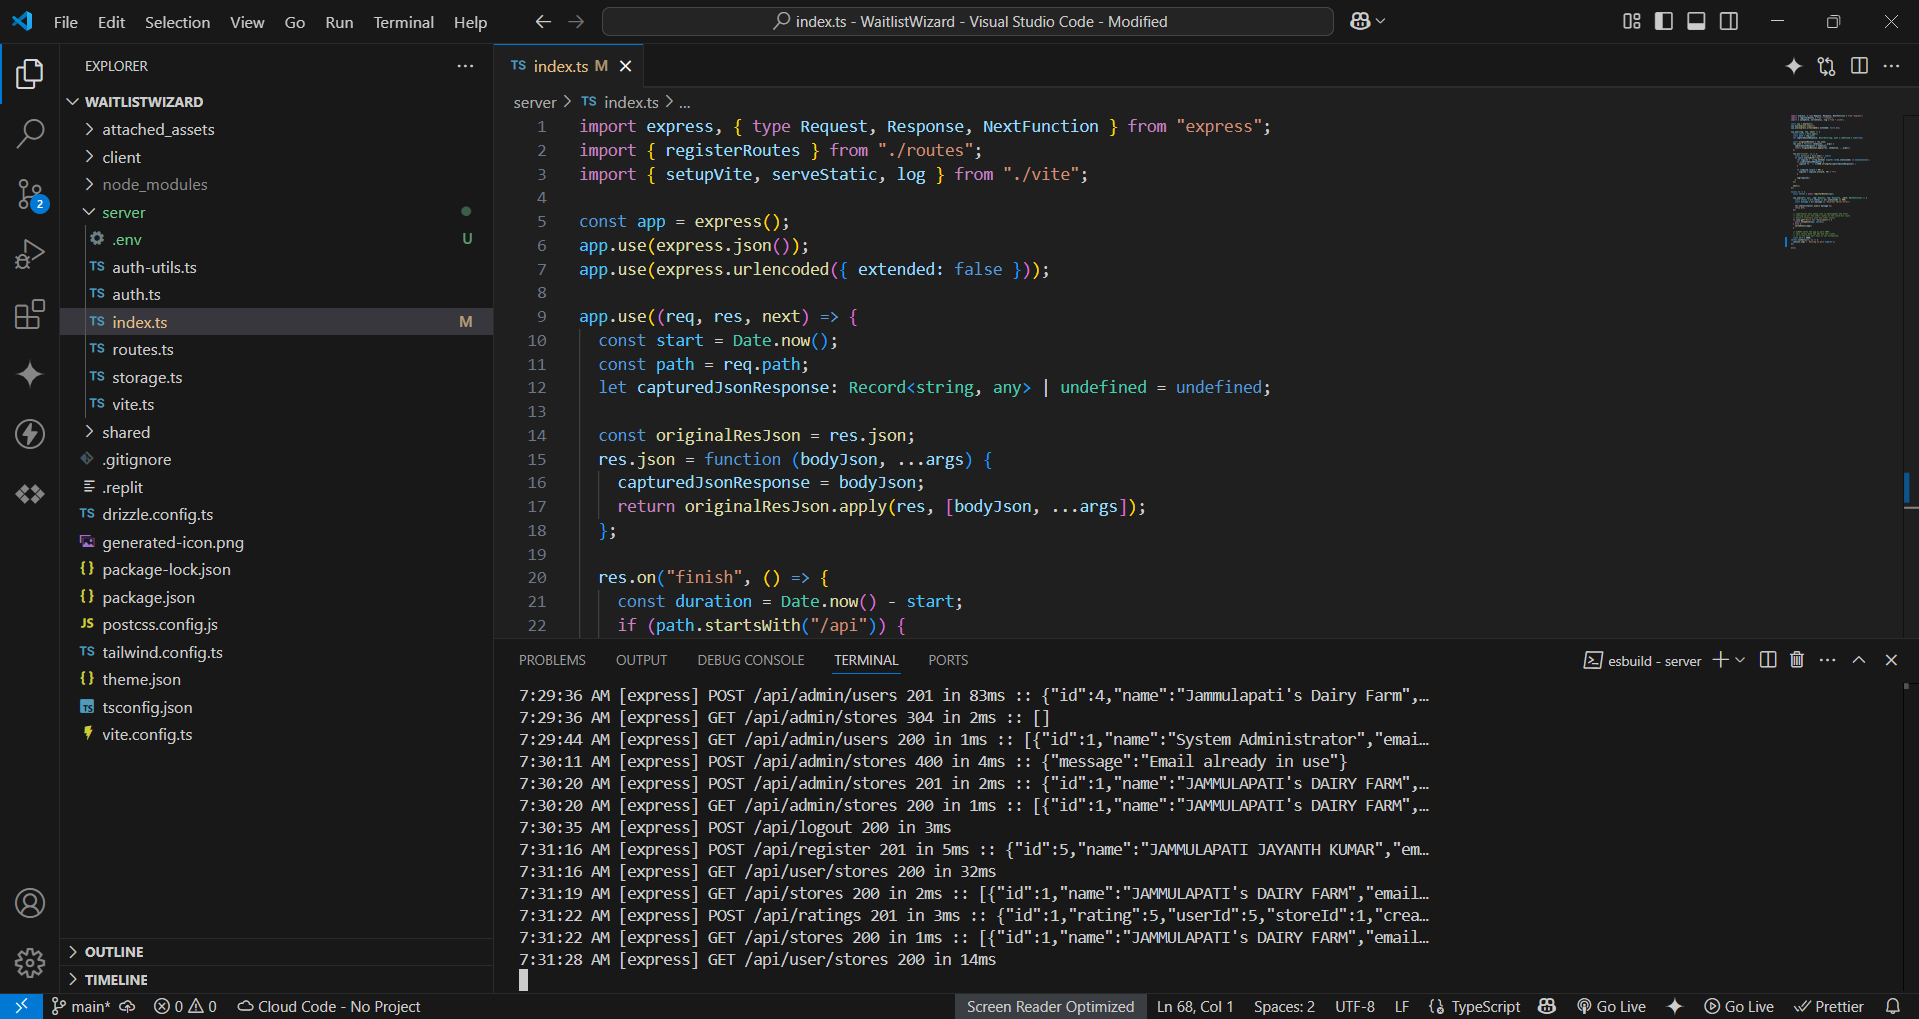 File Edit Selection View Go Run Terminal Help
index.ts - WaitlistWizard - Visual Studio Code - Modified
EXPLORER
WAITLISTWIZARD
attached_assets
client
node_modules
server
.env U
auth-utils.ts
auth.ts
index.ts M
routes.ts
storage.ts
vite.ts
shared
.gitignore
.replit
drizzle.config.ts
generated-icon.png
package-lock.json
package.json
postcss.config.js
tailwind.config.ts
theme.json
tsconfig.json
vite.config.ts
OUTLINE
TIMELINE
2
TS index.ts M
server > TS index.ts > ...
1 import express, { type Request, Response, NextFunction } from "express";
2 import { registerRoutes } from "./routes";
3 import { setupVite, serveStatic, log } from "./vite";
4
5 const app = express();
6 app.use(express.json());
7 app.use(express.urlencoded({ extended: false }));
8
9 app.use((req, res, next) => {
10 const start = Date.now();
11 const path = req.path;
12 let capturedJsonResponse: Record<string, any> | undefined = undefined;
13
14 const originalResJson = res.json;
15 res.json = function (bodyJson, ...args) {
16 capturedJsonResponse = bodyJson;
17 return originalResJson.apply(res, [bodyJson, ...args]);
18 };
19
20 res.on("finish", () => {
21 const duration = Date.now() - start;
22 if (path.startsWith("/api")) {
PROBLEMS OUTPUT DEBUG CONSOLE TERMINAL PORTS
esbuild - server
7:29:36 AM [express] POST /api/admin/users 201 in 83ms :: {"id":4,"name":"Jammulapati's Dairy Farm",…
7:29:36 AM [express] GET /api/admin/stores 304 in 2ms :: []
7:29:44 AM [express] GET /api/admin/users 200 in 1ms :: [{"id":1,"name":"System Administrator","emai…
7:30:11 AM [express] POST /api/admin/stores 400 in 4ms :: {"message":"Email already in use"}
7:30:20 AM [express] POST /api/admin/stores 201 in 2ms :: {"id":1,"name":"JAMMULAPATI's DAIRY FARM",…
7:30:20 AM [express] GET /api/admin/stores 200 in 1ms :: [{"id":1,"name":"JAMMULAPATI's DAIRY FARM",…
7:30:35 AM [express] POST /api/logout 200 in 3ms
7:31:16 AM [express] POST /api/register 201 in 5ms :: {"id":5,"name":"JAMMULAPATI JAYANTH KUMAR","em…
7:31:16 AM [express] GET /api/user/stores 200 in 32ms
7:31:19 AM [express] GET /api/stores 200 in 2ms :: [{"id":1,"name":"JAMMULAPATI's DAIRY FARM","email…
7:31:22 AM [express] POST /api/ratings 201 in 3ms :: {"id":1,"rating":5,"userId":5,"storeId":1,"crea…
7:31:22 AM [express] GET /api/stores 200 in 1ms :: [{"id":1,"name":"JAMMULAPATI's DAIRY FARM","email…
7:31:28 AM [express] GET /api/user/stores 200 in 14ms
main* 0 0 Cloud Code - No Project Screen Reader Optimized Ln 68, Col 1 Spaces: 2 UTF-8 LF TypeScript Go Live Go Live Prettier